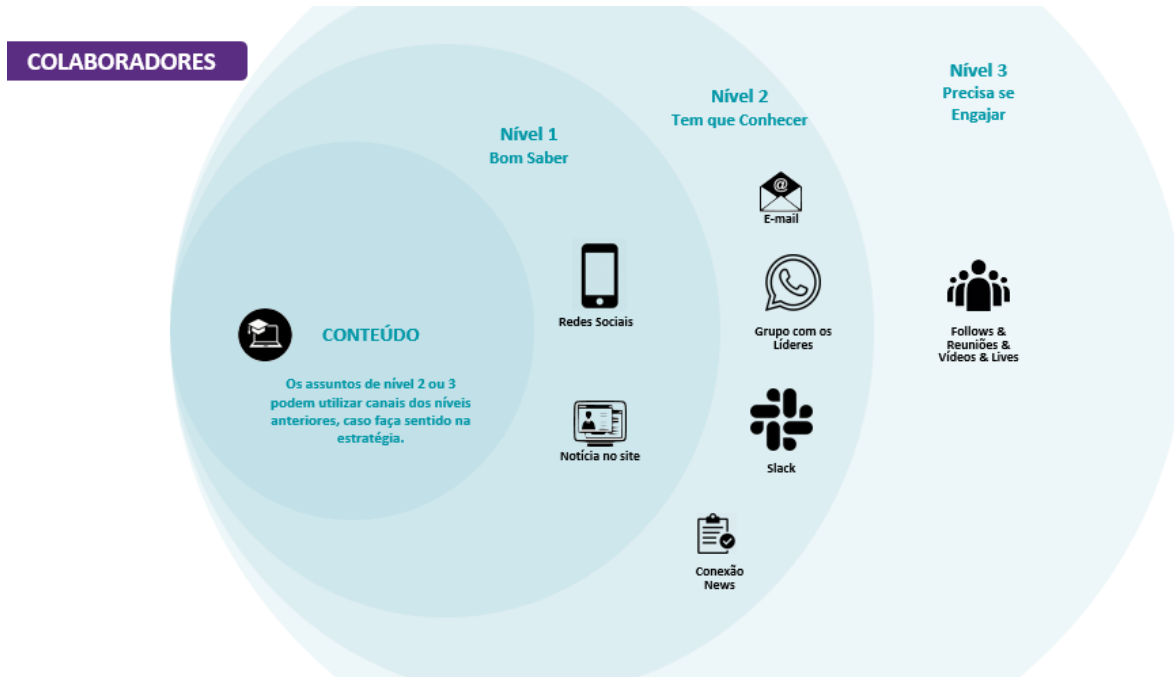 COLABORADORES
Nível 3
Precisa se
Engajar
Nível 2
Tem que Conhecer
Nível 1
Bom Saber
@
E-mail
Redes Sociais
Grupo com os
Líderes
Follows &
Reuniões &
Vídeos & Lives
CONTEÚDO
Os assuntos de nível 2 ou 3
podem utilizar canais dos níveis
anteriores, caso faça sentido na
estratégia.
Notícia no site
Slack
Conexão
News